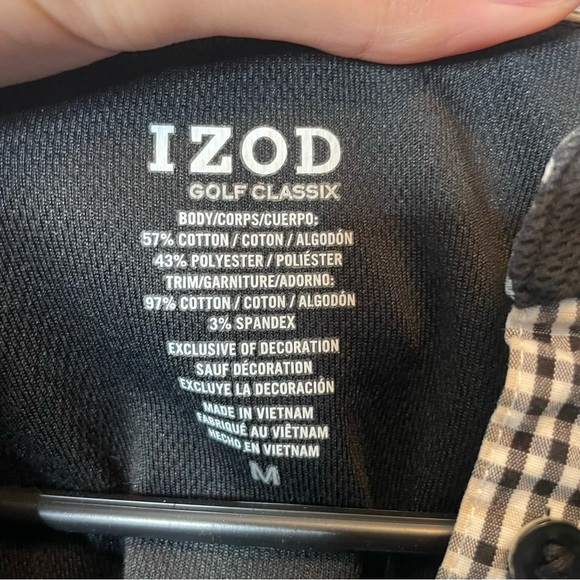 IZOD
GOLF CLASSIX
BODY/CORPS/CUERPO:
57% COTTON / COTON / ALGODÓN
43% POLYESTER / POLIÉSTER
TRIM/GARNITURE/ADORNO:
97% COTTON / COTON / ALGODÓN
3% SPANDEX
EXCLUSIVE OF DECORATION
SAUF DÉCORATION
EXCLUYE LA DECORACIÓN
MADE IN VIETNAM
FABRIQUÉ AU VIÊTNAM
HECHO EN VIETNAM
M